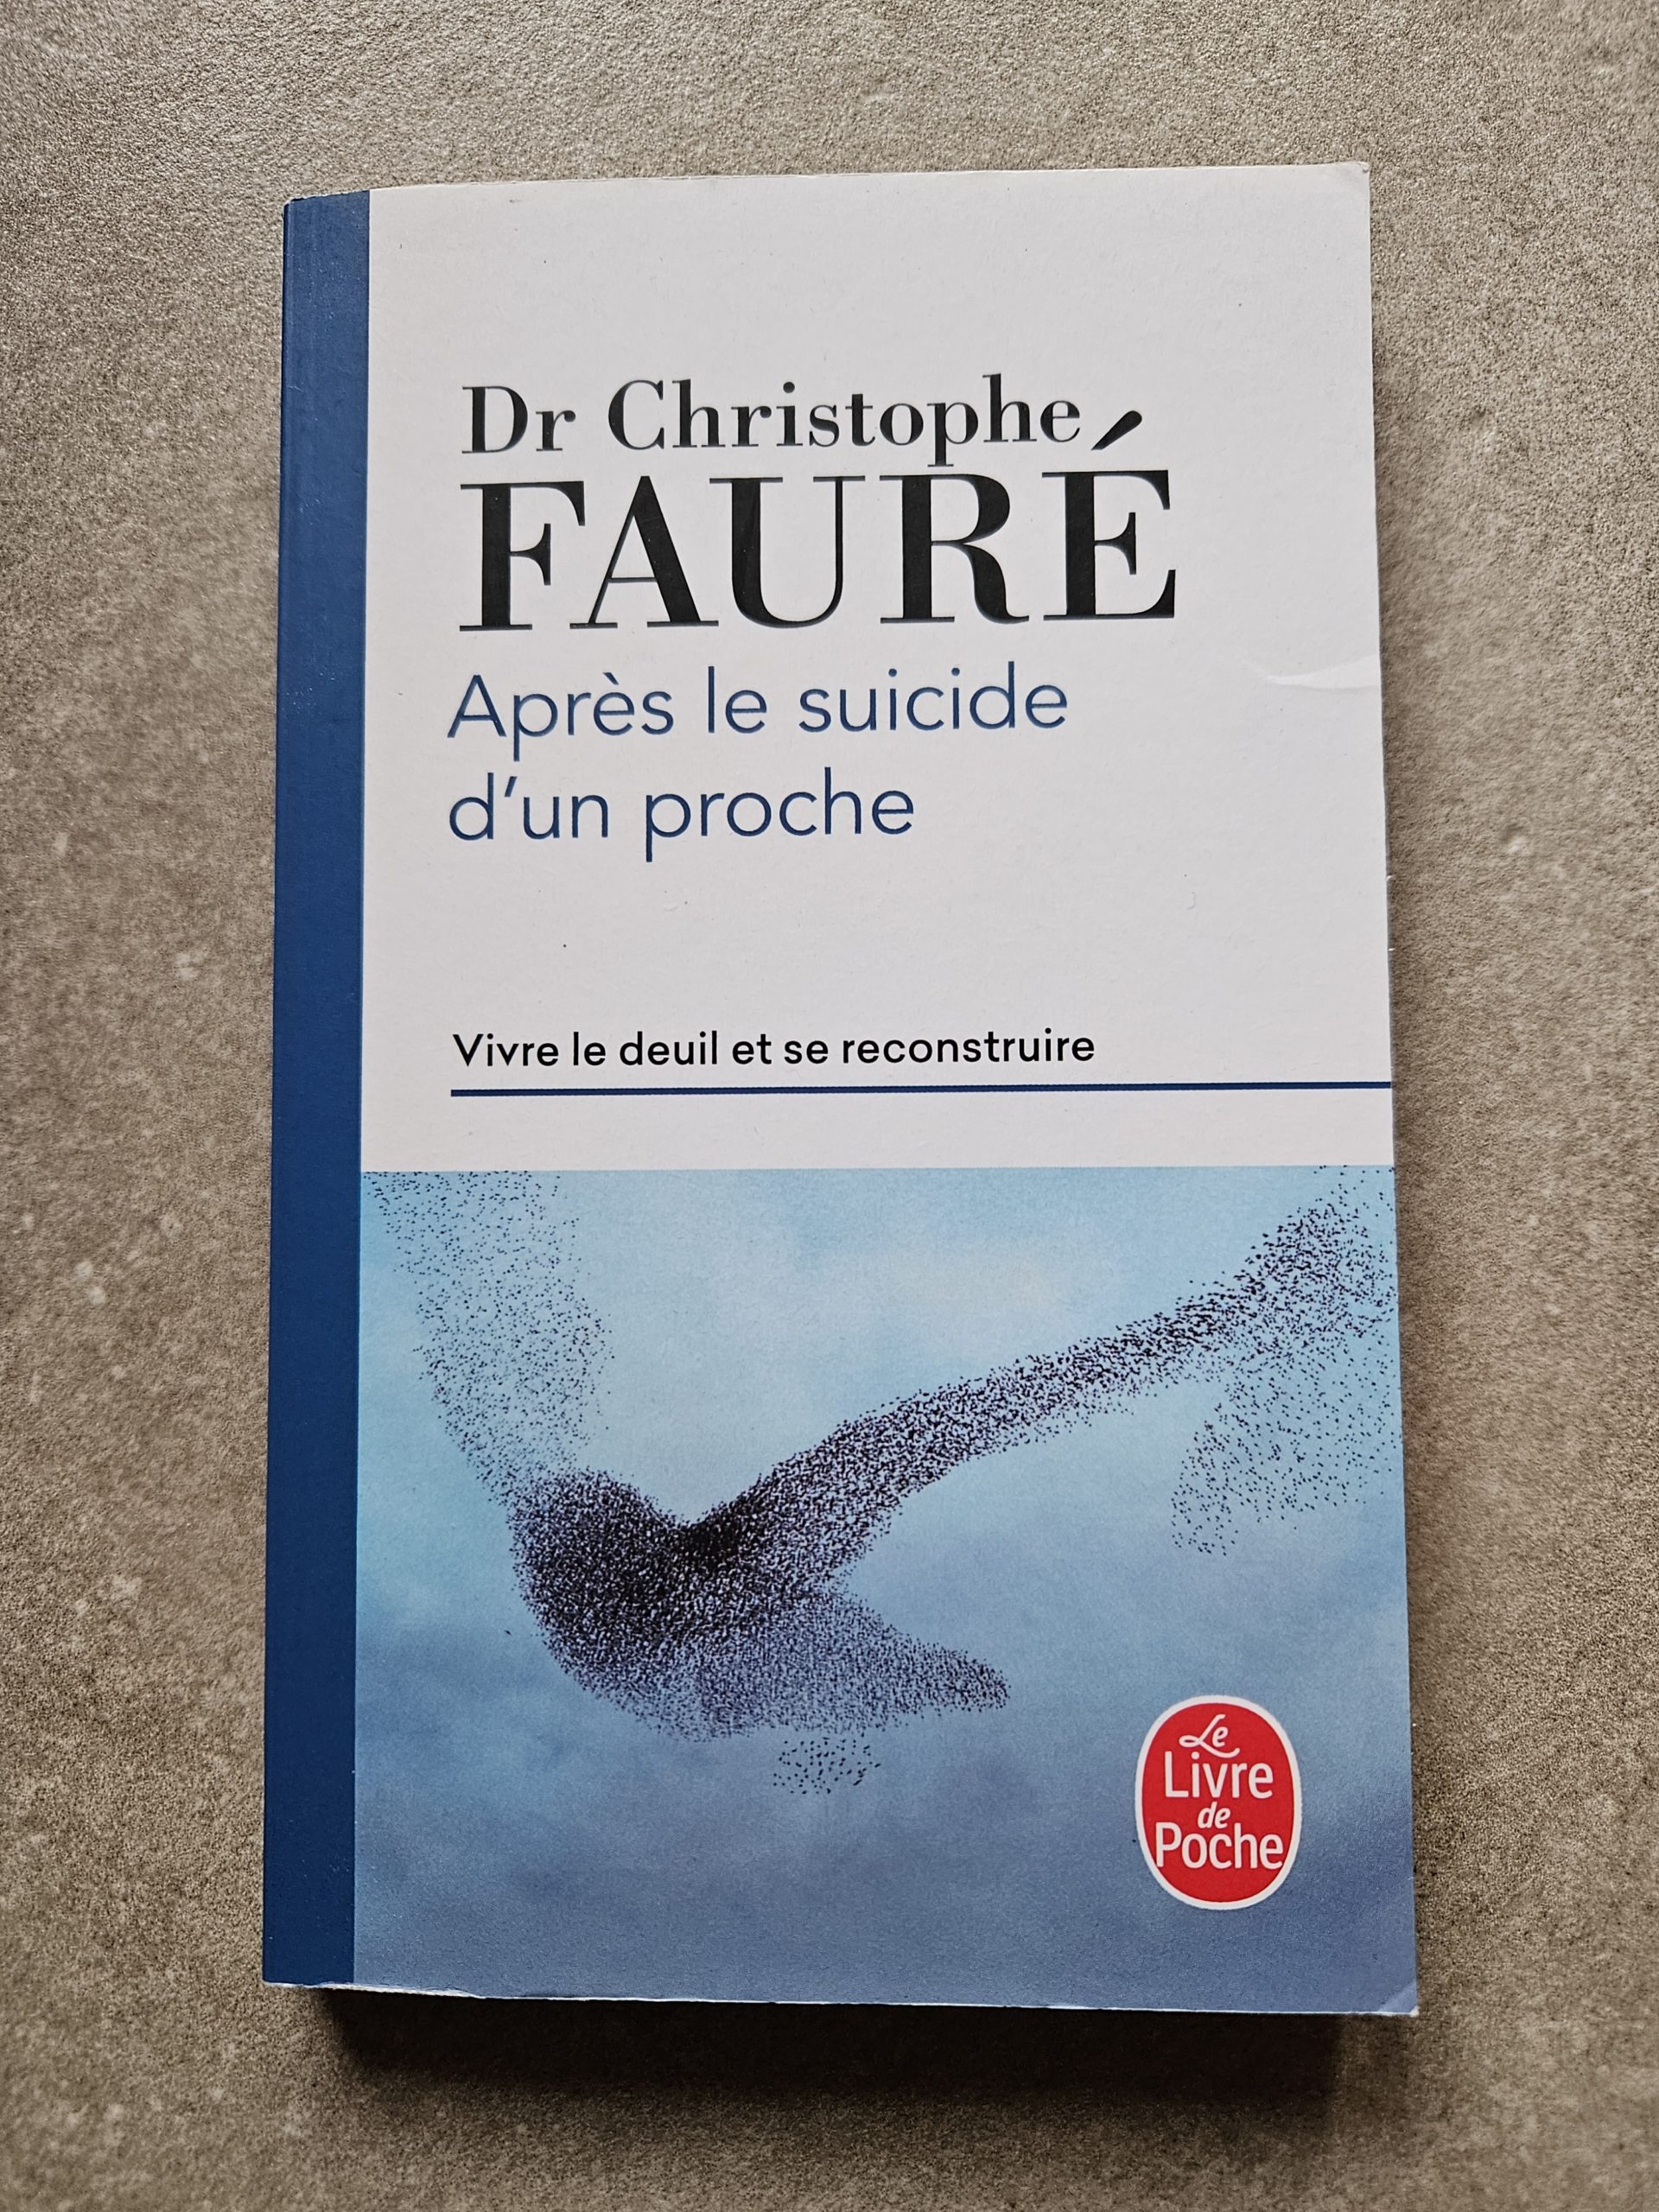 Dr Christophe
FAURÉ
Après le suicide
d'un proche
Vivre le deuil et se reconstruire
Le
Livre
de
Poche